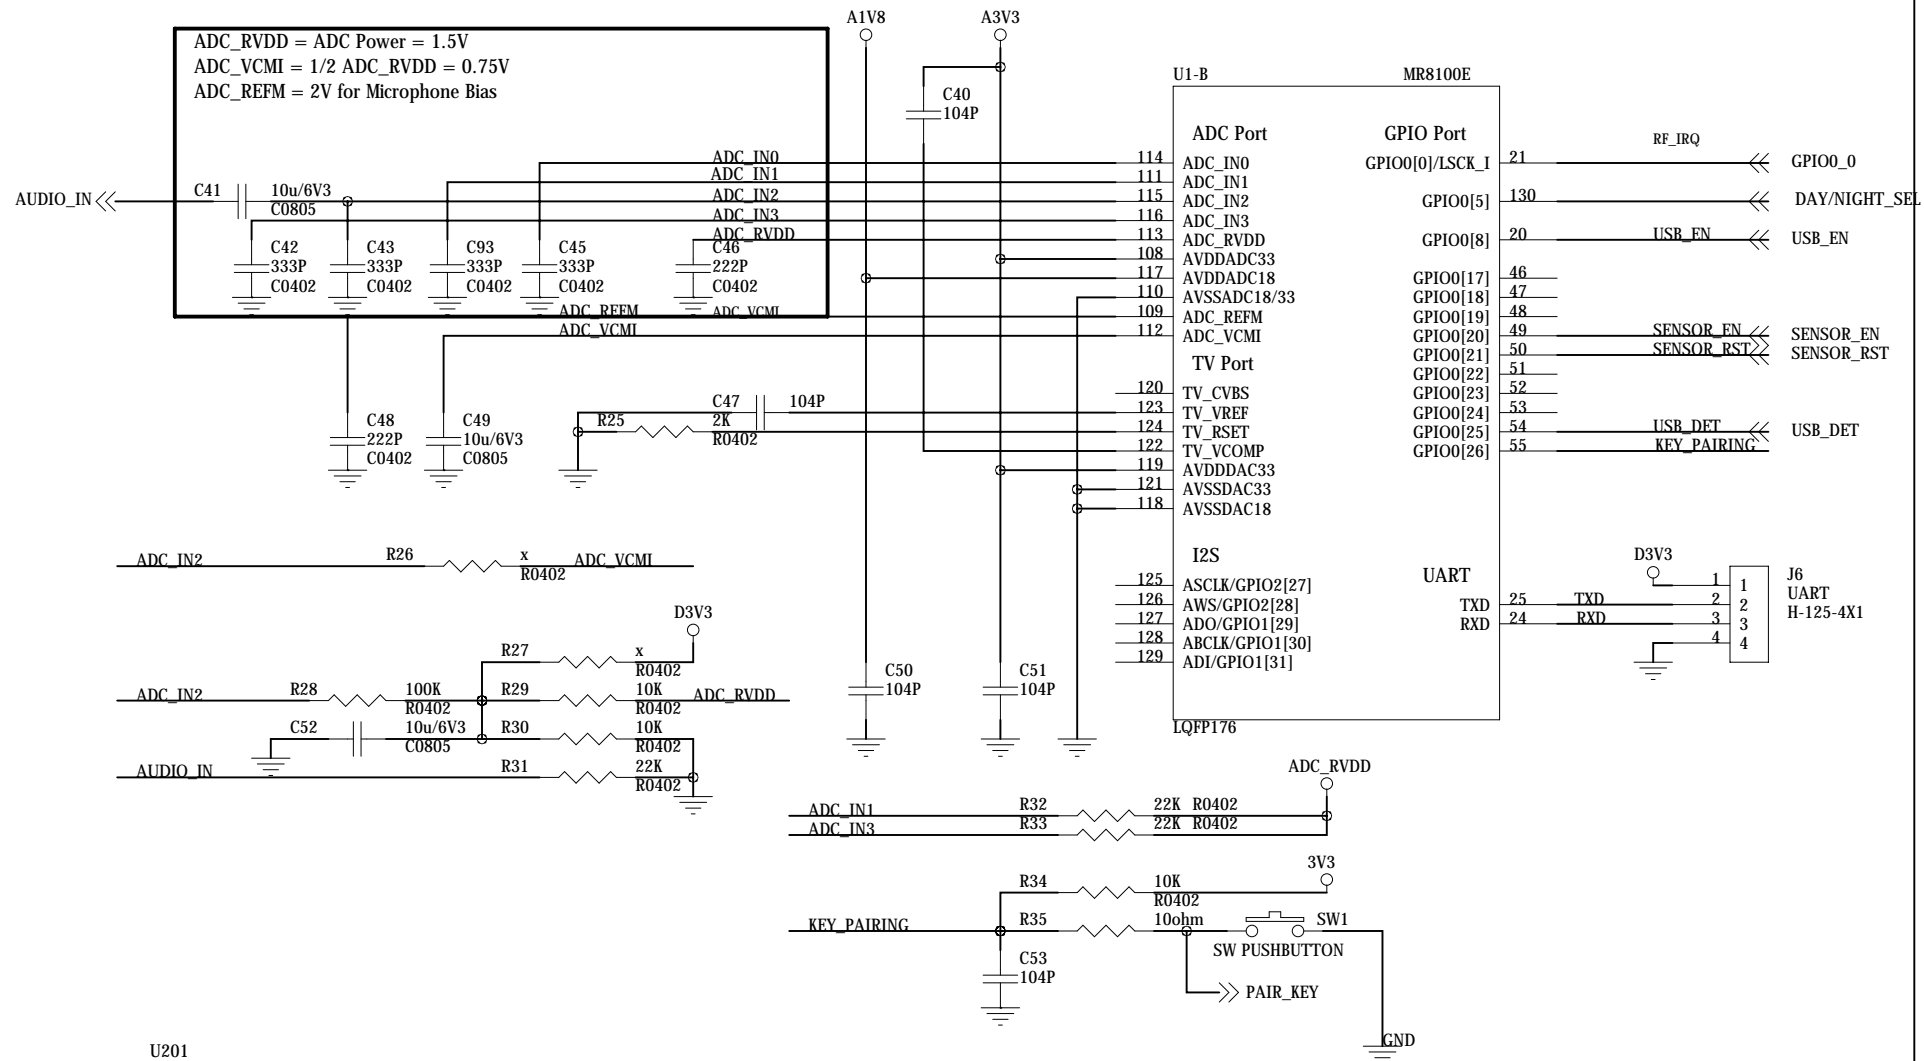 A1V8
A3V3
ADC_RVDD = ADC Power = 1.5V
ADC_VCMI = 1/2 ADC_RVDD = 0.75V
ADC_REFM = 2V for Microphone Bias
U1-B
MR8100E
C40
104P
ADC Port
GPIO Port
RF_IRQ
ADC_IN0
114
ADC_IN0
GPIO0[0]/LSCK_I
21
GPIO0_0
ADC_IN1
111
ADC_IN1
AUDIO_IN
C41
10u/6V3
C0805
ADC_IN2
115
ADC_IN2
GPIO0[5]
130
DAY/NIGHT_SEL
ADC_IN3
116
ADC_IN3
ADC_RVDD
113
ADC_RVDD
GPIO0[8]
20
USB_EN
USB_EN
C42
333P
C0402
C43
333P
C0402
C93
333P
C0402
C45
333P
C0402
C46
222P
C0402
108
AVDDADC33
117
AVDDADC18
GPIO0[17]
46
110
AVSSADC18/33
GPIO0[18]
47
ADC_REFM
ADC_VCMI
109
ADC_REFM
GPIO0[19]
48
ADC_VCMI
112
ADC_VCMI
GPIO0[20]
49
SENSOR_EN
SENSOR_EN
GPIO0[21]
50
SENSOR_RST
SENSOR_RST
TV Port
GPIO0[22]
51
120
TV_CVBS
GPIO0[23]
52
C47
104P
123
TV_VREF
GPIO0[24]
53
R25
2K
R0402
124
TV_RSET
GPIO0[25]
54
USB_DET
USB_DET
122
TV_VCOMP
GPIO0[26]
55
KEY_PAIRING
C48
222P
C0402
C49
10u/6V3
C0805
119
AVDDDAC33
121
AVSSDAC33
118
AVSSDAC18
ADC_IN2
R26
x
R0402
ADC_VCMI
I2S
125
ASCLK/GPIO2[27]
126
AWS/GPIO2[28]
127
ADO/GPIO1[29]
128
ABCLK/GPIO1[30]
129
ADI/GPIO1[31]
UART
TXD
25
TXD
RXD
24
RXD
D3V3
1
2
3
4
1
2
3
4
J6
UART
H-125-4X1
D3V3
R27
x
R0402
ADC_IN2
R28
100K
R0402
R29
10K
R0402
ADC_RVDD
C52
10u/6V3
C0805
R30
10K
R0402
AUDIO_IN
R31
22K
R0402
C50
104P
C51
104P
LQFP176
ADC_RVDD
ADC_IN1
R32
22K R0402
ADC_IN3
R33
22K R0402
3V3
R34
10K
R0402
KEY_PAIRING
R35
10ohm
SW1
SW PUSHBUTTON
C53
104P
PAIR_KEY
GND
U201